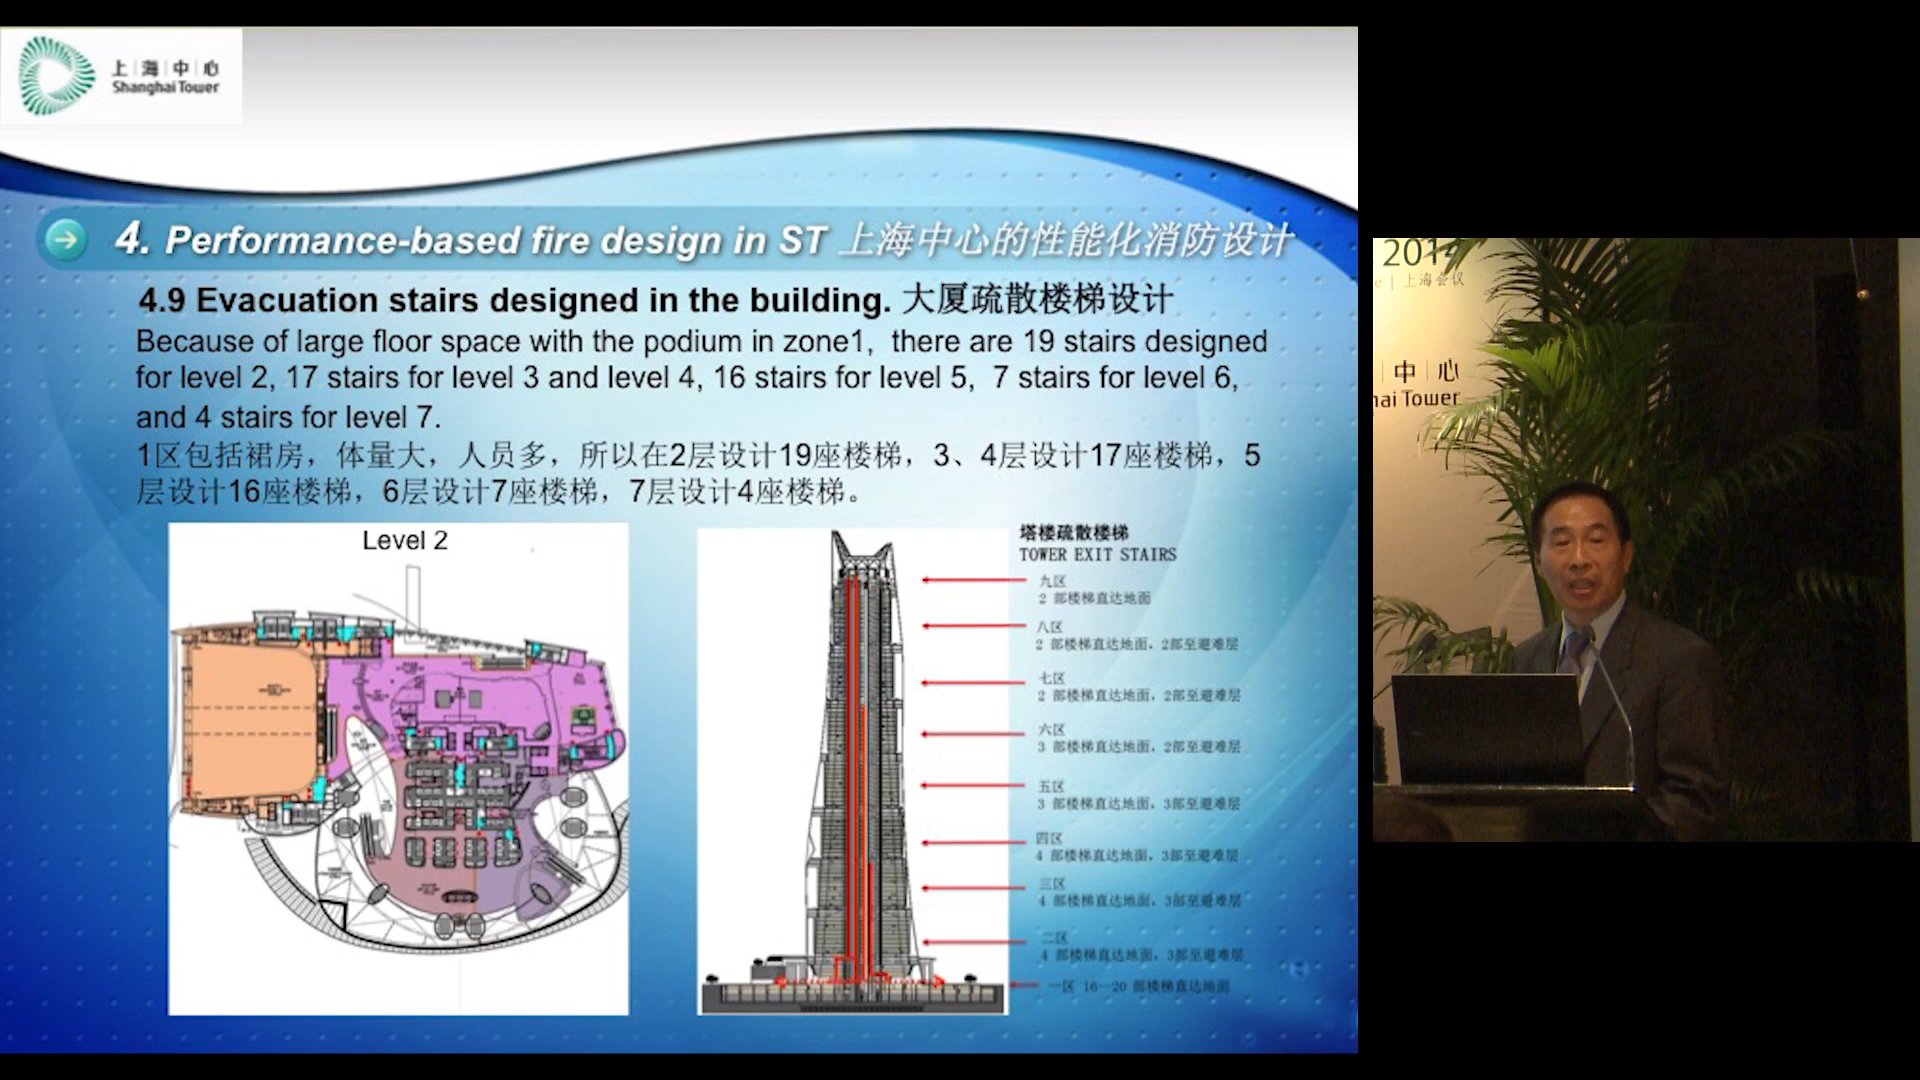 上海中心
Shanghai Tower
4. Performance-based fire design in ST 上海中心的性能化消防设计
4.9 Evacuation stairs designed in the building. 大厦疏散楼梯设计
Because of large floor space with the podium in zone1, there are 19 stairs designed
for level 2, 17 stairs for level 3 and level 4, 16 stairs for level 5, 7 stairs for level 6,
and 4 stairs for level 7.
1区包括裙房，体量大，人员多，所以在2层设计19座楼梯，3、4层设计17座楼梯，5
层设计16座楼梯，6层设计7座楼梯，7层设计4座楼梯。
Level 2
塔楼疏散楼梯
TOWER EXIT STAIRS
九区
2 部楼梯直达地面
八区
2 部楼梯直达地面，2部至避难层
七区
2 部楼梯直达地面，2部至避难层
六区
3 部楼梯直达地面，2部至避难层
五区
3 部楼梯直达地面，3部至避难层
四区
4 部楼梯直达地面，3部至避难层
三区
4 部楼梯直达地面，3部至避难层
二区
4 部楼梯直达地面，3部至避难层
一区 16--20 部楼梯直达地面
2014
e | 上海会议
中心
hai Tower